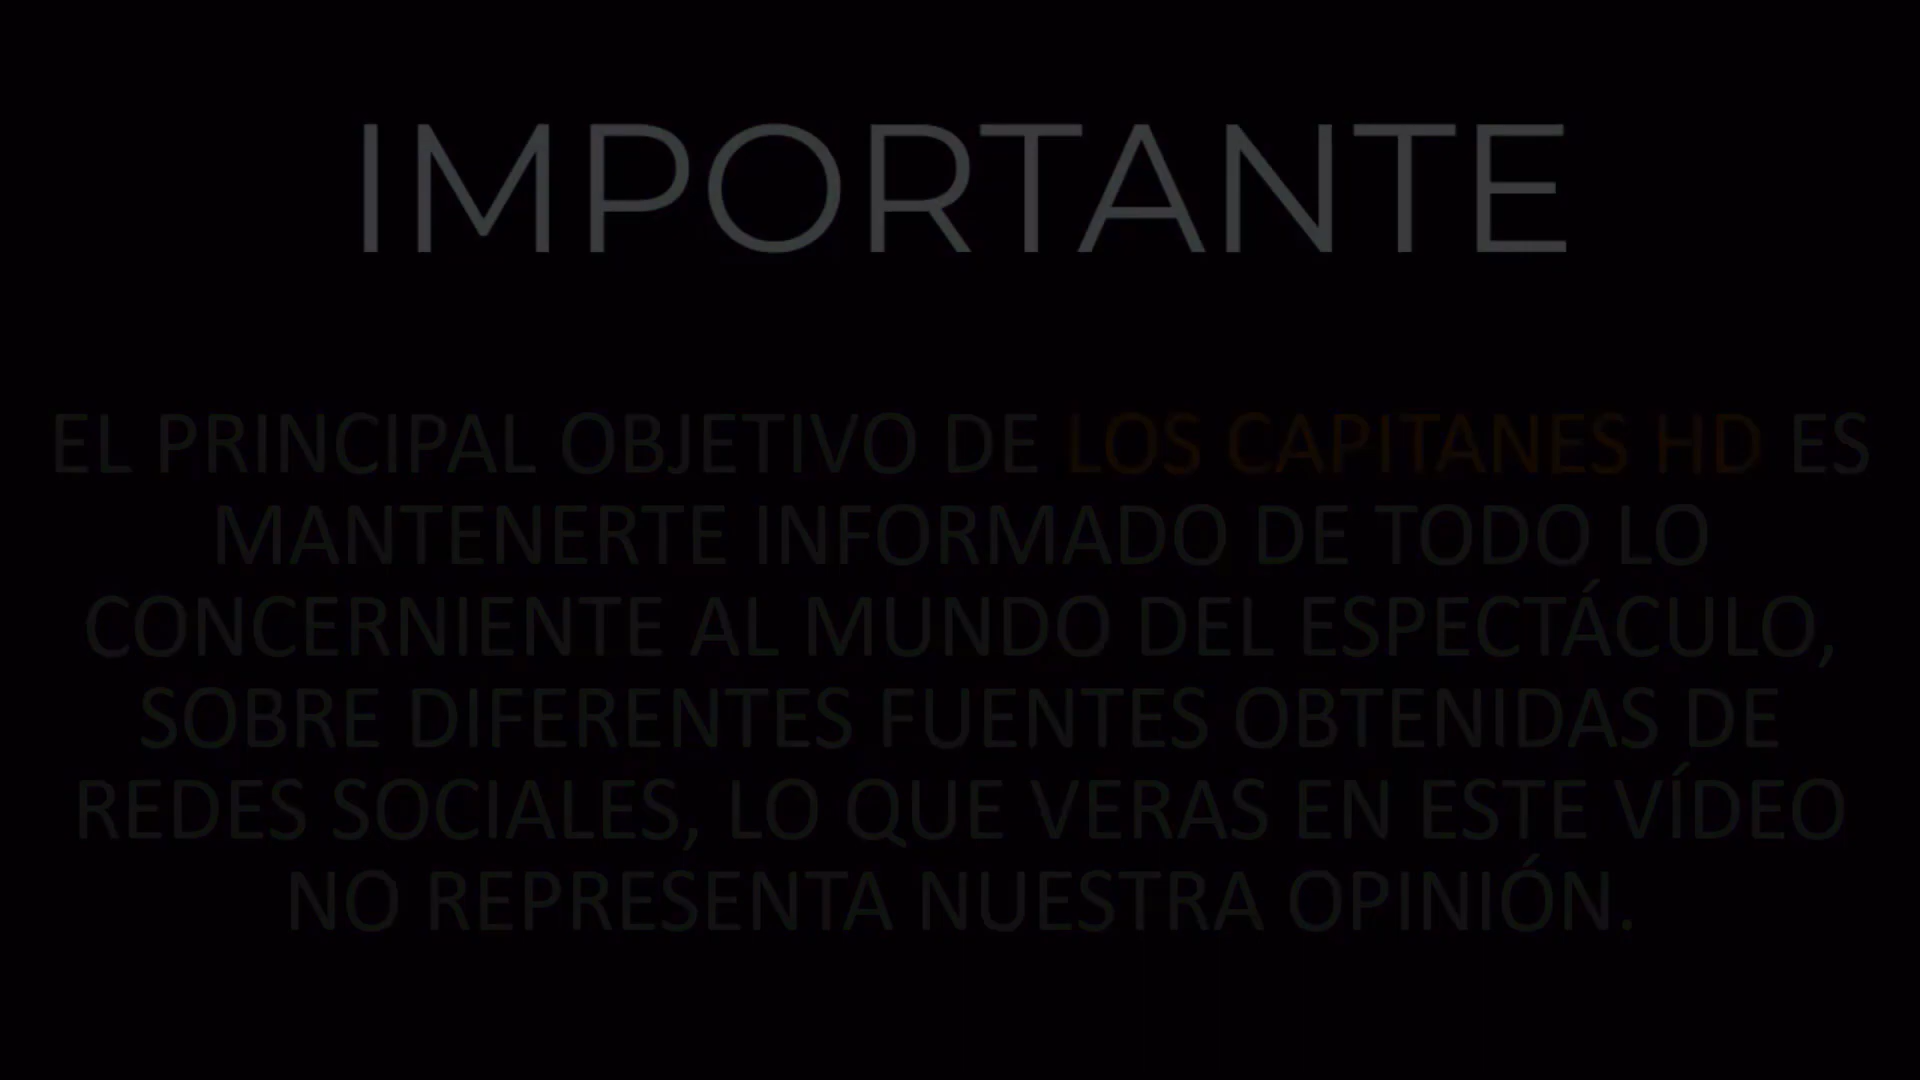 IMPORTANTE
EL PRINCIPAL OBJETIVO DE LOS CAPITANES HD ES
MANTENERTE INFORMADO DE TODO LO
CONCERNIENTE AL MUNDO DEL ESPECTÁCULO,
SOBRE DIFERENTES FUENTES OBTENIDAS DE
REDES SOCIALES, LO QUE VERAS EN ESTE VÍDEO
NO REPRESENTA NUESTRA OPINIÓN.